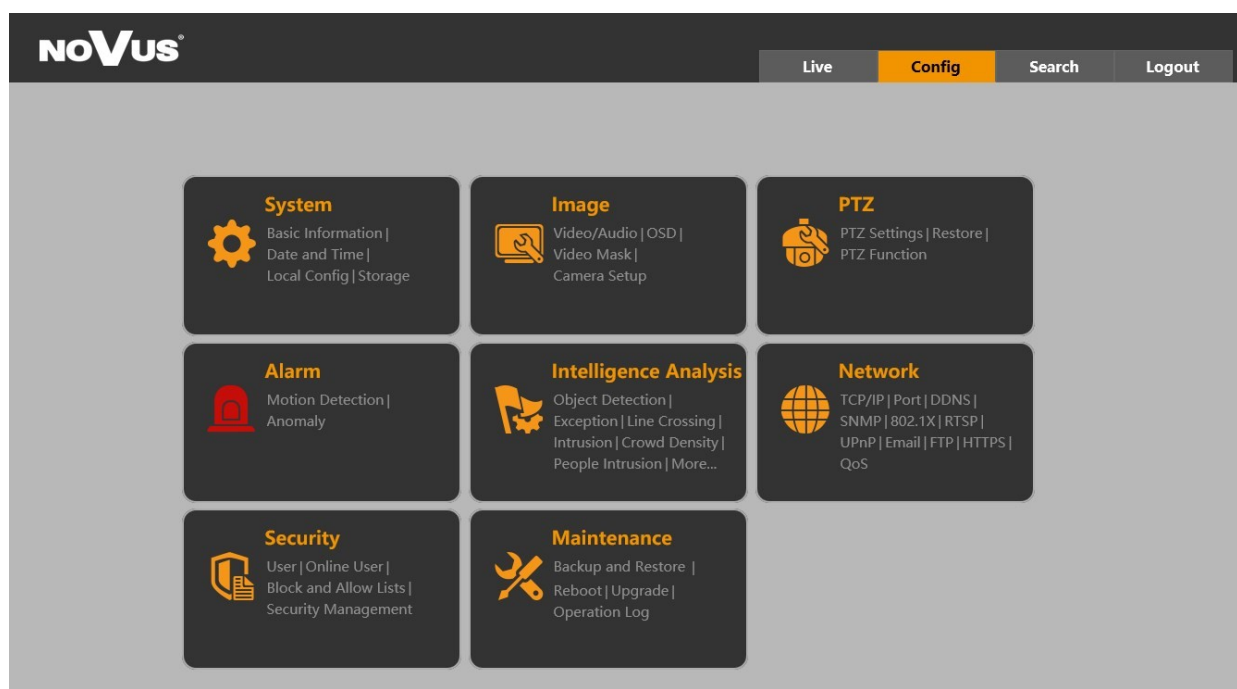 NOVUS®
Live Config Search Logout
System
Basic Information |
Date and Time |
Local Config | Storage
Image
Video/Audio | OSD |
Video Mask |
Camera Setup
PTZ
PTZ Settings | Restore |
PTZ Function
Alarm
Motion Detection |
Anomaly
Intelligence Analysis
Object Detection |
Exception | Line Crossing |
Intrusion | Crowd Density |
People Intrusion | More...
Network
TCP/IP | Port | DDNS |
SNMP | 802.1X | RTSP |
UPnP | Email | FTP | HTTPS |
QoS
Security
User | Online User |
Block and Allow Lists |
Security Management
Maintenance
Backup and Restore |
Reboot | Upgrade |
Operation Log